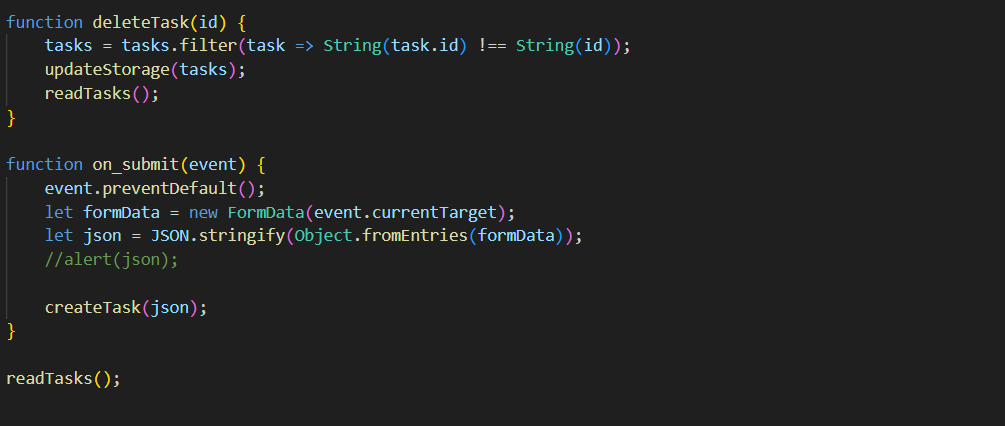 function deleteTask(id) {
    tasks = tasks.filter(task => String(task.id) !== String(id));
    updateStorage(tasks);
    readTasks();
}

function on_submit(event) {
    event.preventDefault();
    let formData = new FormData(event.currentTarget);
    let json = JSON.stringify(Object.fromEntries(formData));
    //alert(json);

    createTask(json);
}

readTasks();